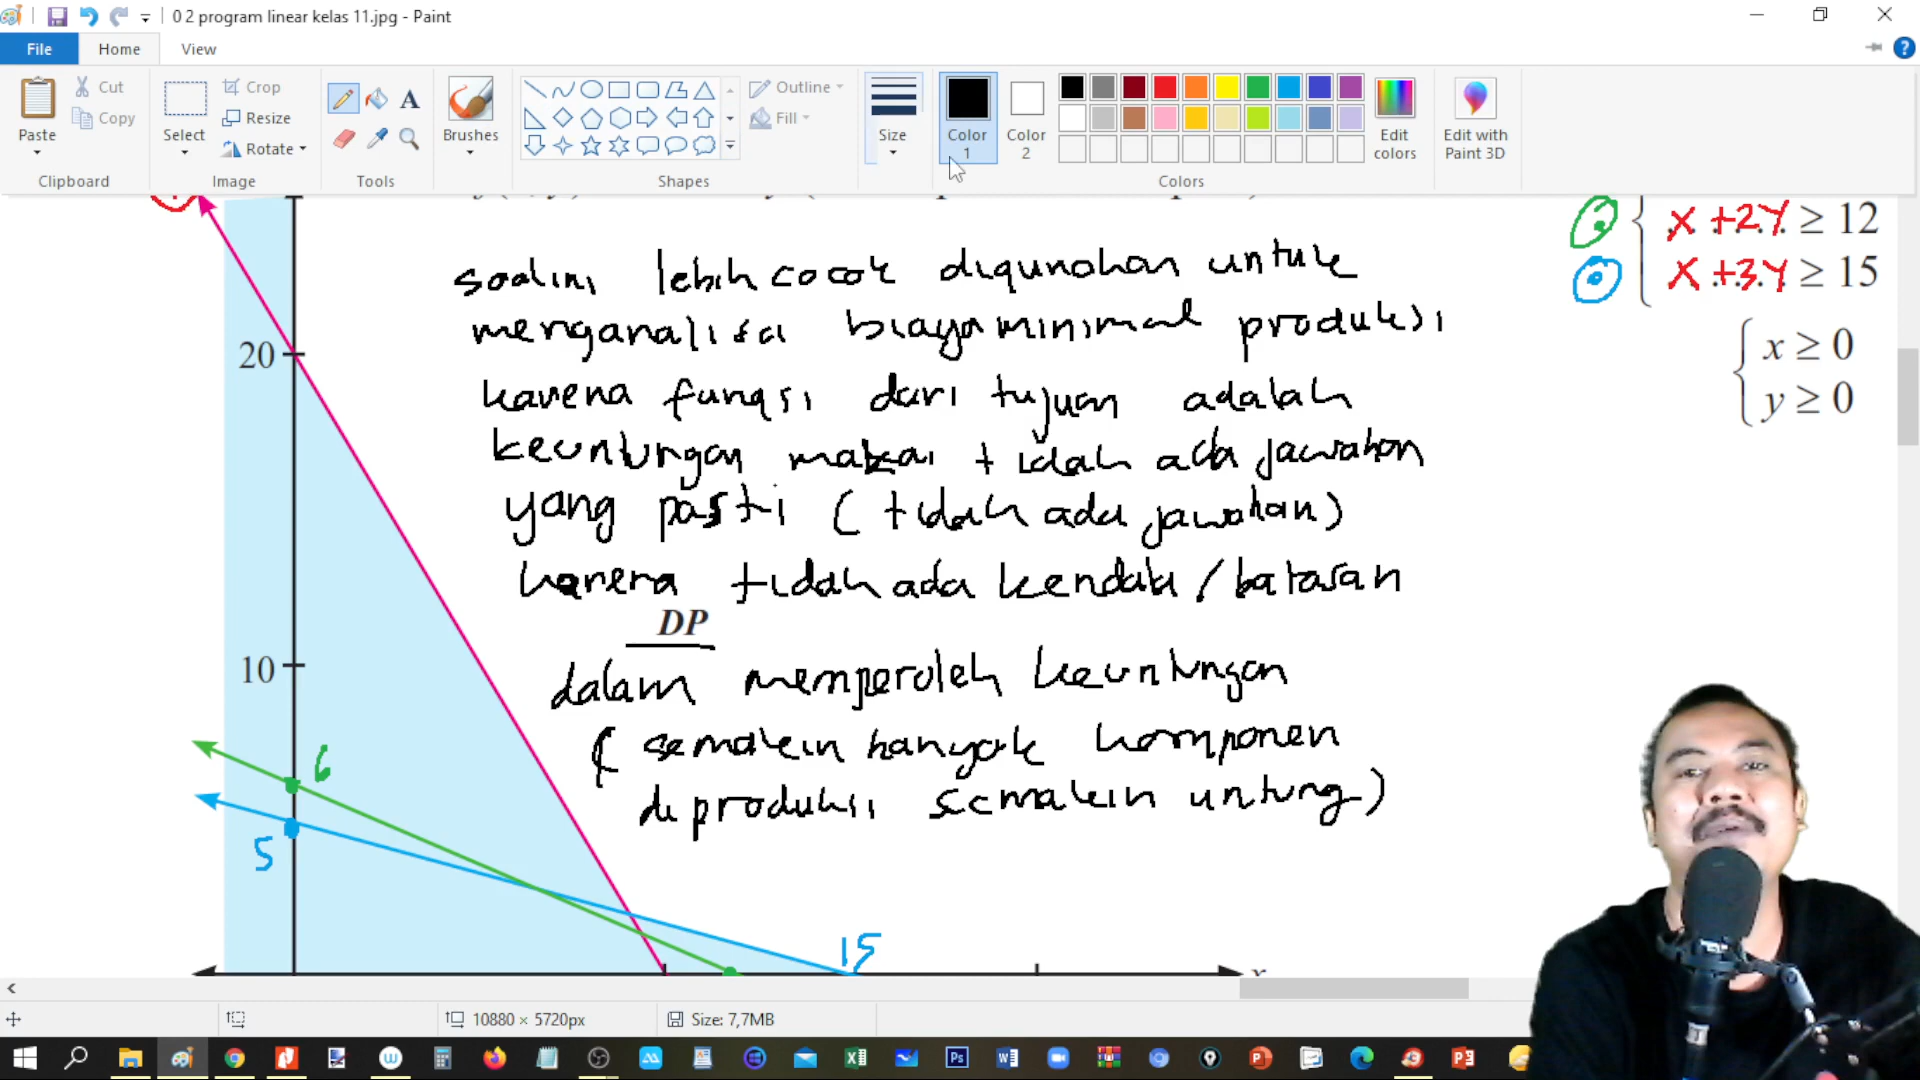 0 2 program linear kelas 11.jpg - Paint
File Home View
Paste
Cut
Copy
Clipboard
Select
Crop
Resize
Rotate
Image
A
Tools
Brushes
Shapes
Outline
Fill
Size
Color 1
Color 2
Edit colors
Colors
Edit with Paint 3D
soal ini lebih cocok digunakan untuk
menganalisa biaya minimal produksi
karena fungsi dari tujuan adalah
keuntungan maka tidak ada jawaban
yang pasti (tidak ada jawaban)
karena tidak ada kendala / batasan
DP
dalam memperoleh keuntungan
( semakin banyak komponen
diproduksi semakin untung)
X + 2Y ≥ 12
X + 3Y ≥ 15
x ≥ 0
y ≥ 0
20
10
6
5
15
x
10880 × 5720px
Size: 7,7MB